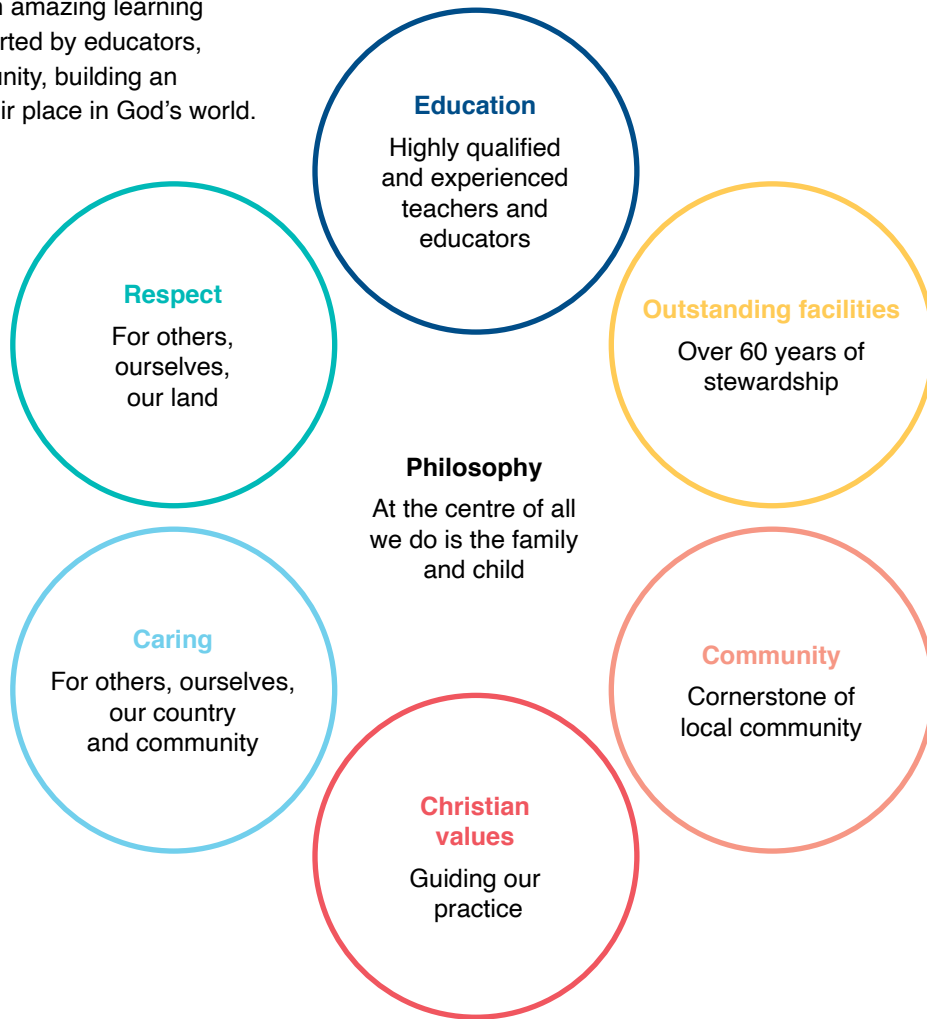 amazing learning
by educators,
building an
place in God's world.
Education
Highly qualified
and experienced
teachers and
educators
Respect
For others,
ourselves,
our land
Outstanding facilities
Over 60 years of
stewardship
Philosophy
At the centre of all
we do is the family
and child
Caring
For others, ourselves,
our country
and community
Community
Cornerstone of
local community
Christian
values
Guiding our
practice